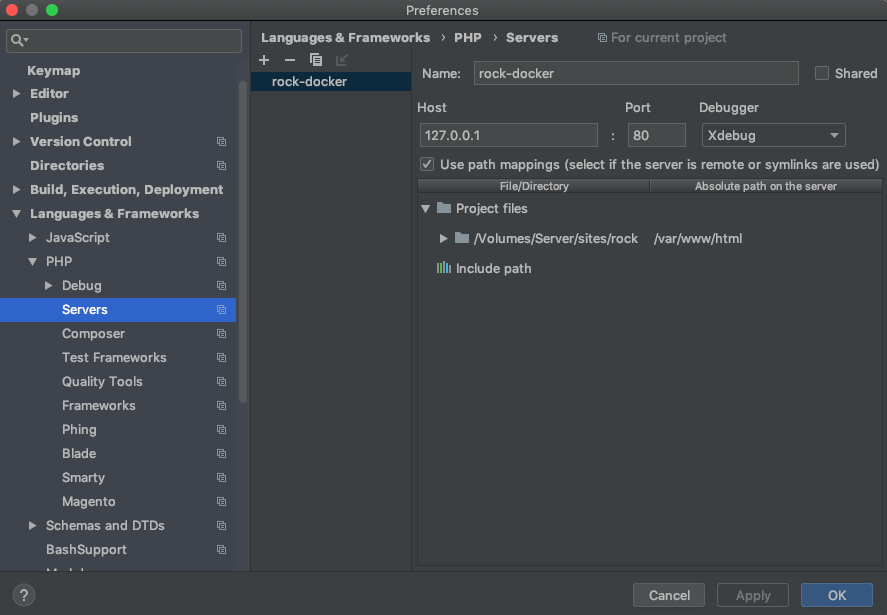 Preferences
Keymap
Editor
Plugins
Version Control
Directories
Build, Execution, Deployment
Languages & Frameworks
JavaScript
PHP
Debug
Servers
Composer
Test Frameworks
Quality Tools
Frameworks
Phing
Blade
Smarty
Magento
Schemas and DTDs
BashSupport
Languages & Frameworks › PHP › Servers For current project
rock-docker
Name: rock-docker Shared
Host Port Debugger
127.0.0.1 : 80 Xdebug
Use path mappings (select if the server is remote or symlinks are used)
File/Directory Absolute path on the server
Project files
/Volumes/Server/sites/rock /var/www/html
Include path
? Cancel Apply OK